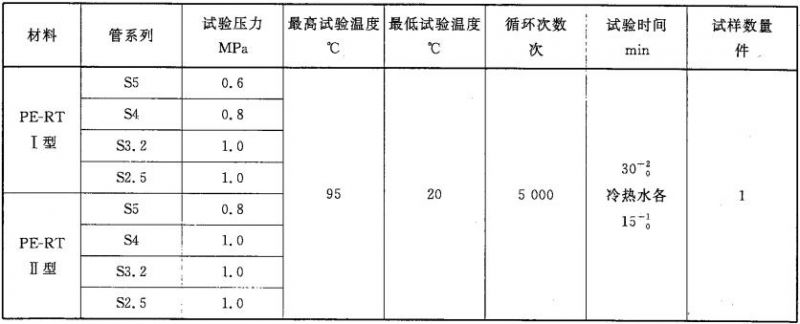 材料 管系列 试验压力 MPa 最高试验温度 ℃ 最低试验温度 ℃ 循环次数 次 试验时间 min 试样数量 件
PE-RT Ⅰ型 S5 0.6
S4 0.8
S3.2 1.0
S2.5 1.0
PE-RT Ⅱ型 S5 0.8
S4 1.0
S3.2 1.0
S2.5 1.0
95 20 5 000 30⁻²₀ 冷热水各 15⁻¹₀ 1